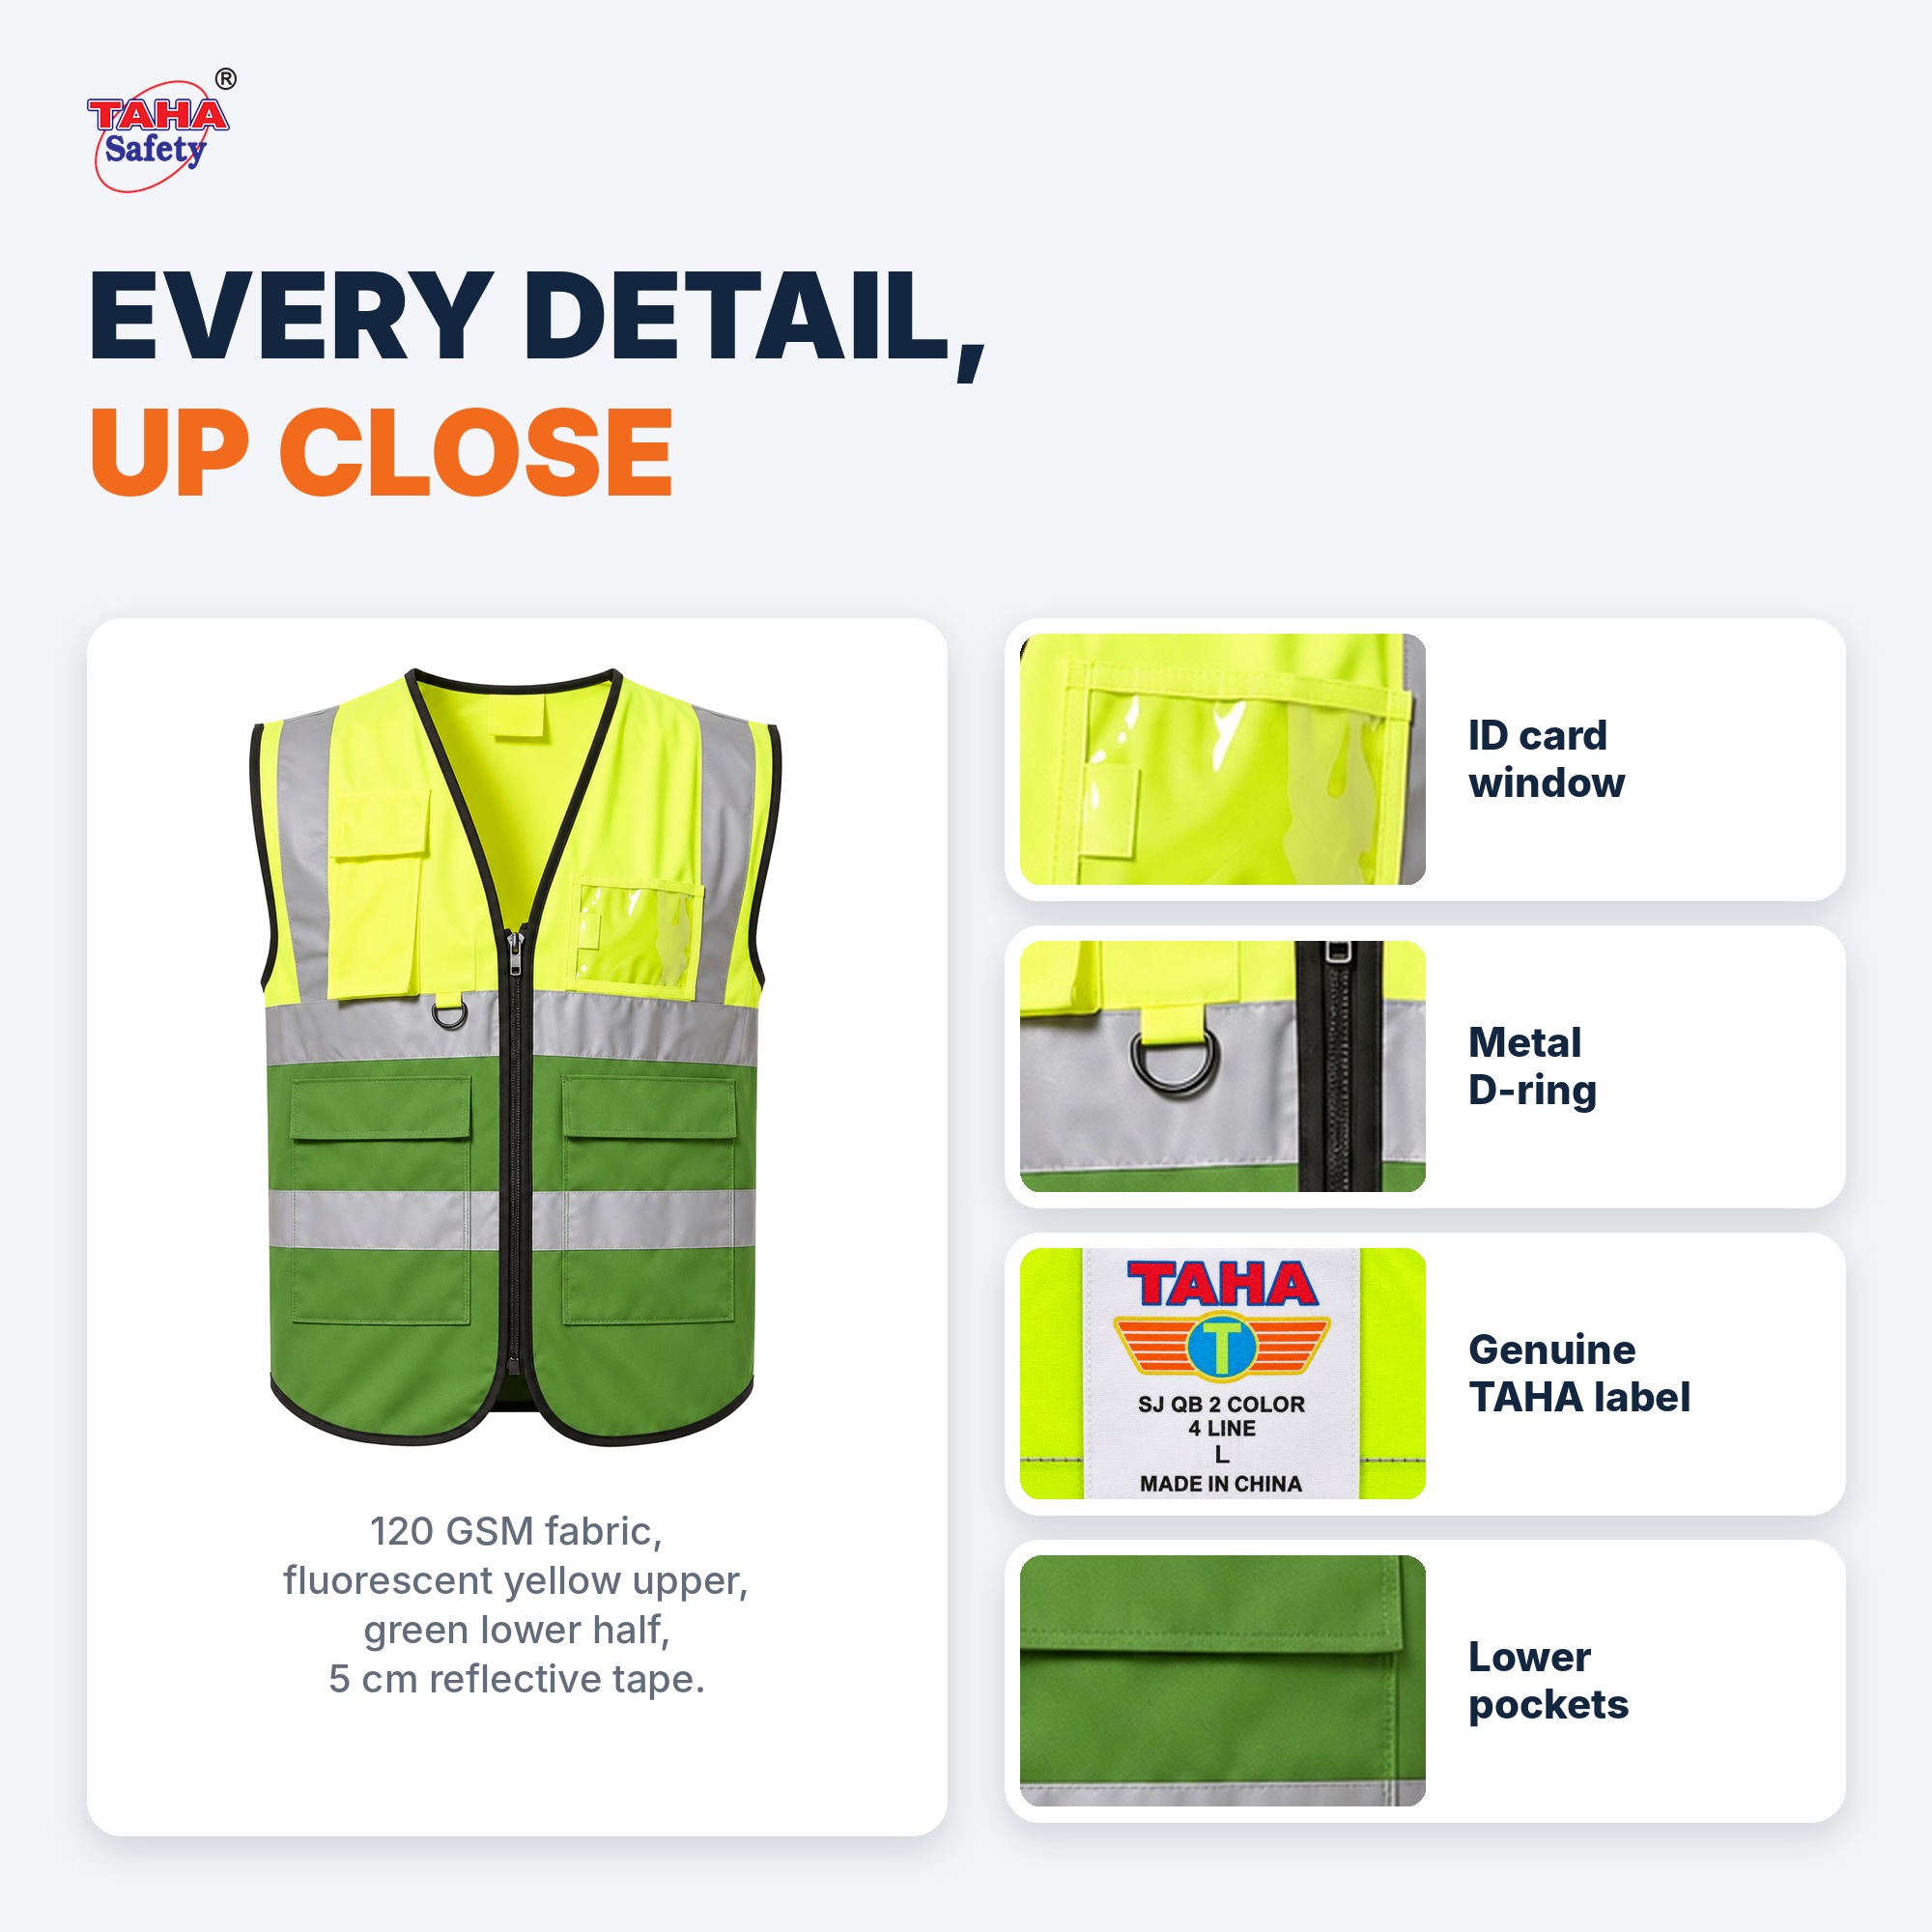 TAHA ®
Safety
EVERY DETAIL,
UP CLOSE
120 GSM fabric,
fluorescent yellow upper,
green lower half,
5 cm reflective tape.
ID card
window
Metal
D-ring
TAHA
T
SJ QB 2 COLOR
4 LINE
L
MADE IN CHINA
Genuine
TAHA label
Lower
pockets